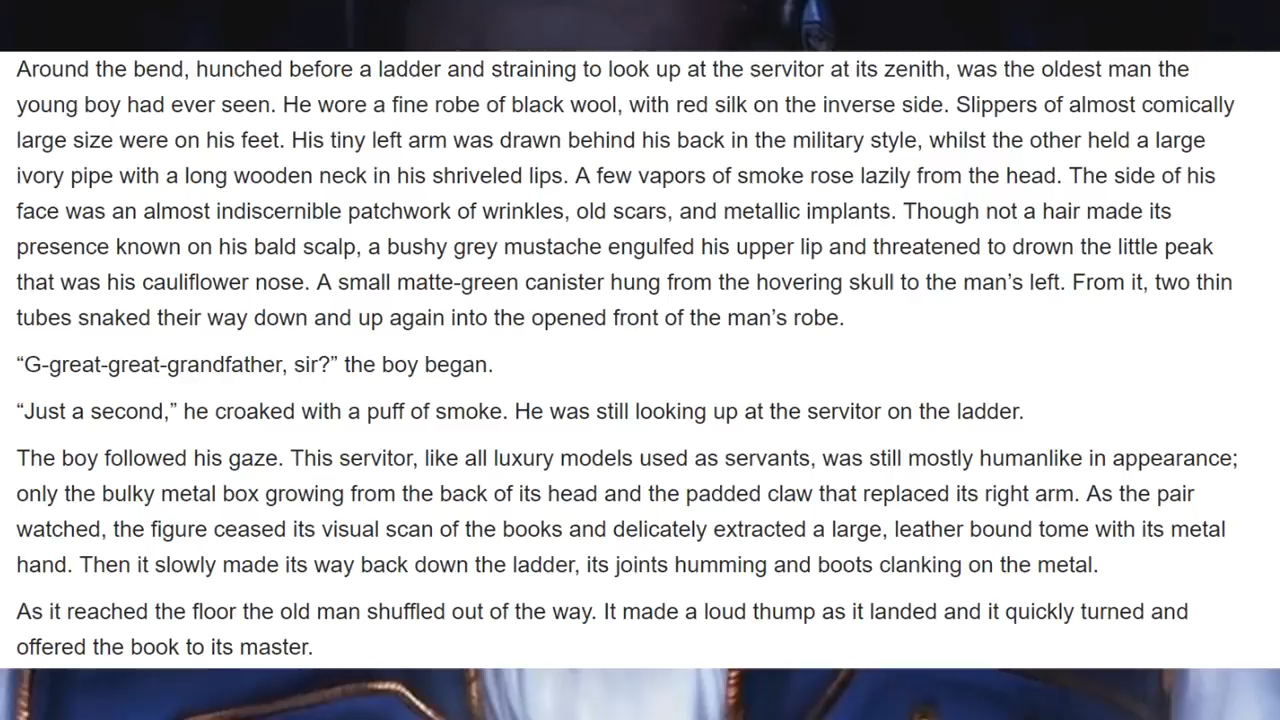 Around the bend, hunched before a ladder and straining to look up at the servitor at its zenith, was the oldest man the
young boy had ever seen. He wore a fine robe of black wool, with red silk on the inverse side. Slippers of almost comically
large size were on his feet. His tiny left arm was drawn behind his back in the military style, whilst the other held a large
ivory pipe with a long wooden neck in his shriveled lips. A few vapors of smoke rose lazily from the head. The side of his
face was an almost indiscernible patchwork of wrinkles, old scars, and metallic implants. Though not a hair made its
presence known on his bald scalp, a bushy grey mustache engulfed his upper lip and threatened to drown the little peak
that was his cauliflower nose. A small matte-green canister hung from the hovering skull to the man’s left. From it, two thin
tubes snaked their way down and up again into the opened front of the man’s robe.
“G-great-great-grandfather, sir?” the boy began.
“Just a second,” he croaked with a puff of smoke. He was still looking up at the servitor on the ladder.
The boy followed his gaze. This servitor, like all luxury models used as servants, was still mostly humanlike in appearance;
only the bulky metal box growing from the back of its head and the padded claw that replaced its right arm. As the pair
watched, the figure ceased its visual scan of the books and delicately extracted a large, leather bound tome with its metal
hand. Then it slowly made its way back down the ladder, its joints humming and boots clanking on the metal.
As it reached the floor the old man shuffled out of the way. It made a loud thump as it landed and it quickly turned and
offered the book to its master.